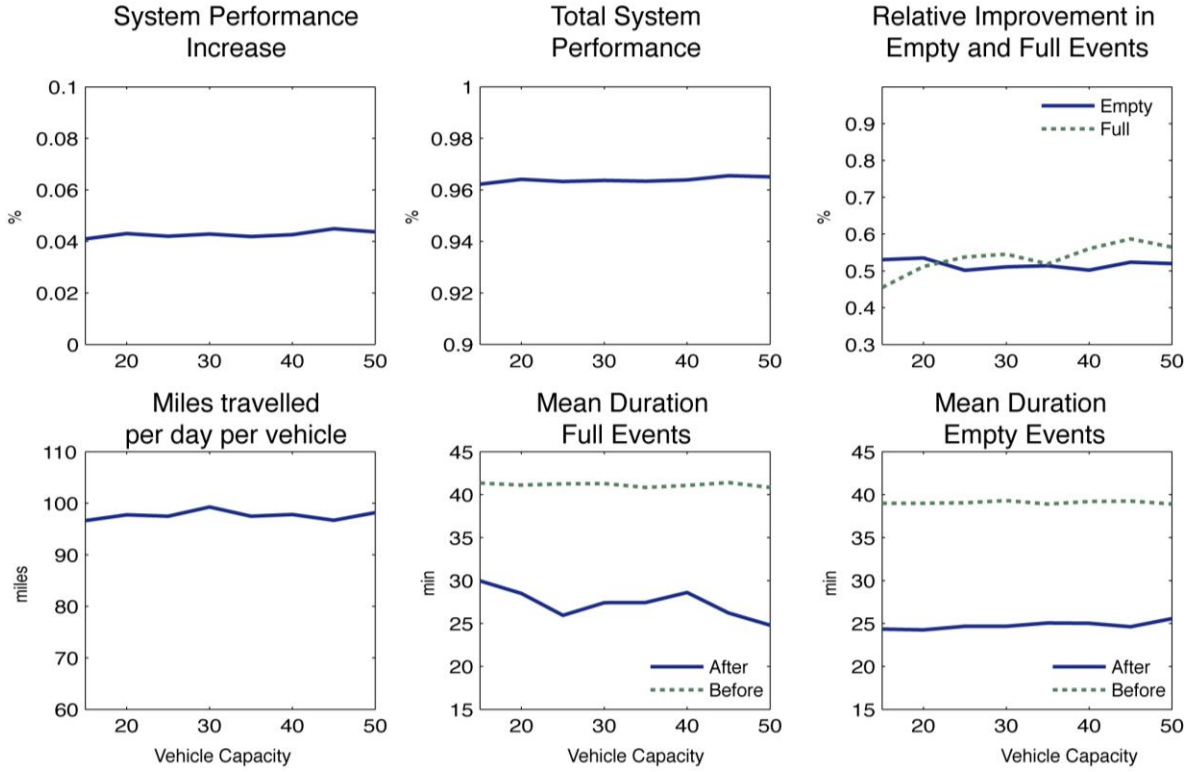 System Performance
Increase
0.1
0.08
0.06
0.04
0.02
0
%
20 30 40 50
Total System
Performance
1
0.98
0.96
0.94
0.92
0.9
%
20 30 40 50
Relative Improvement in
Empty and Full Events
0.9
0.8
0.7
0.6
0.5
0.4
0.3
%
Empty
Full
20 30 40 50
Miles travelled
per day per vehicle
110
100
90
80
70
60
miles
20 30 40 50
Vehicle Capacity
Mean Duration
Full Events
45
40
35
30
25
20
15
min
After
Before
20 30 40 50
Vehicle Capacity
Mean Duration
Empty Events
45
40
35
30
25
20
15
min
After
Before
20 30 40 50
Vehicle Capacity